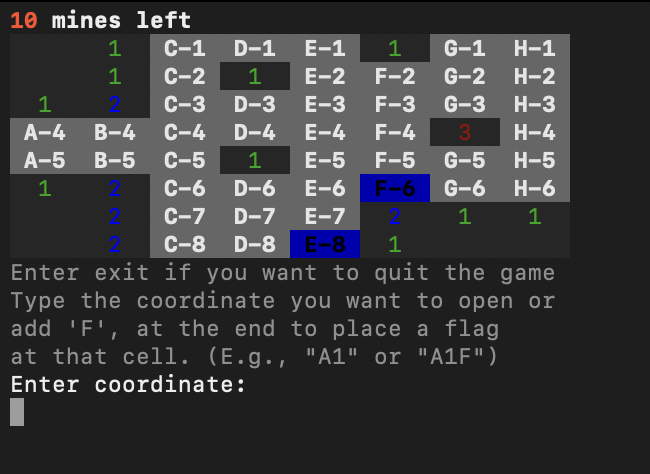 10 mines left
1 C-1 D-1 E-1 1 G-1 H-1
1 C-2 1 E-2 F-2 G-2 H-2
1 2 C-3 D-3 E-3 F-3 G-3 H-3
A-4 B-4 C-4 D-4 E-4 F-4 3 H-4
A-5 B-5 C-5 1 E-5 F-5 G-5 H-5
1 2 C-6 D-6 E-6 F-6 G-6 H-6
2 C-7 D-7 E-7 2 1 1
2 C-8 D-8 E-8 1
Enter exit if you want to quit the game
Type the coordinate you want to open or
add 'F', at the end to place a flag
at that cell. (E.g., "A1" or "A1F")
Enter coordinate: